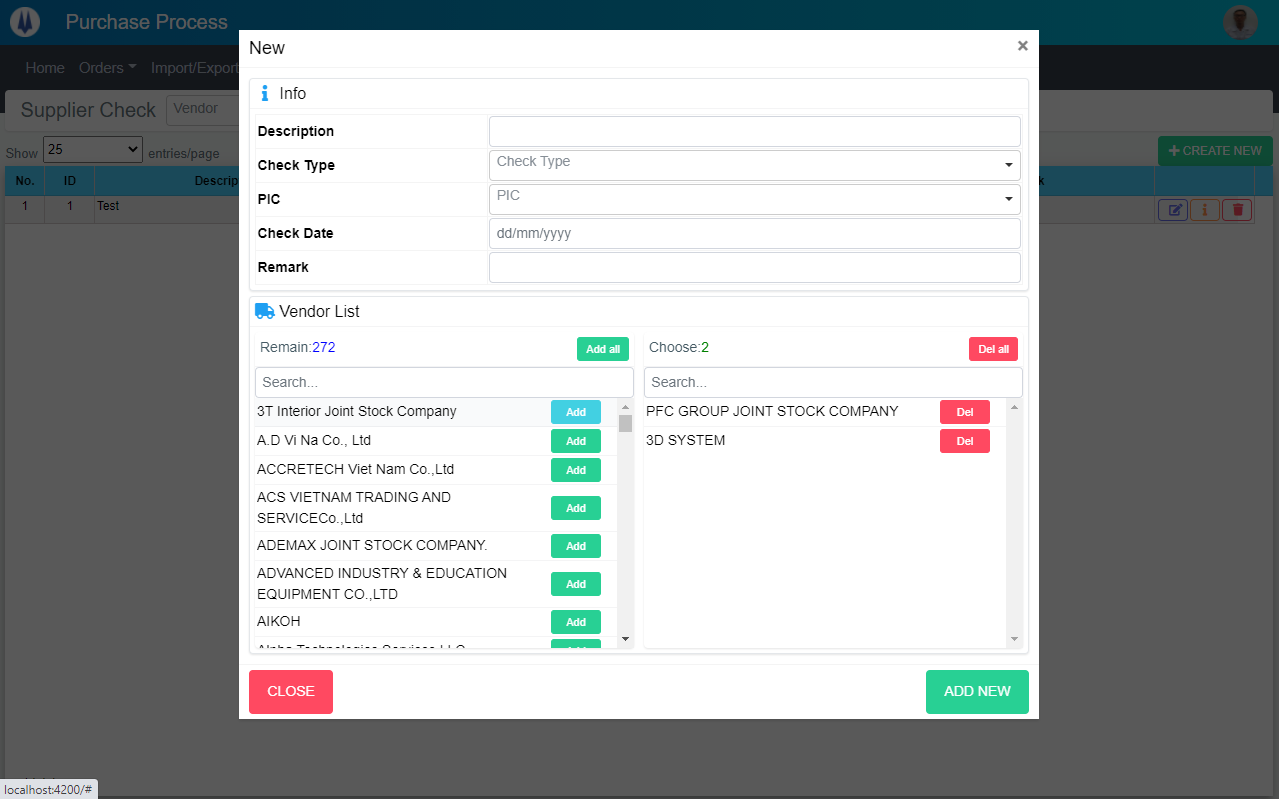 Purchase Process
Home Orders Import/Export
Supplier Check Vendor
Show 25 entries/page
CREATE NEW
No. ID Descrip k
1 1 Test
New ×
Info
Description
Check Type Check Type
PIC PIC
Check Date dd/mm/yyyy
Remark
Vendor List
Remain:272 Add all
Search...
3T Interior Joint Stock Company Add
A.D Vi Na Co., Ltd Add
ACCRETECH Viet Nam Co.,Ltd Add
ACS VIETNAM TRADING AND
SERVICECo.,Ltd Add
ADEMAX JOINT STOCK COMPANY. Add
ADVANCED INDUSTRY & EDUCATION
EQUIPMENT CO.,LTD Add
AIKOH Add
Alpha Technologies Services LLC
Choose:2 Del all
Search...
PFC GROUP JOINT STOCK COMPANY Del
3D SYSTEM Del
CLOSE ADD NEW
localhost:4200/#